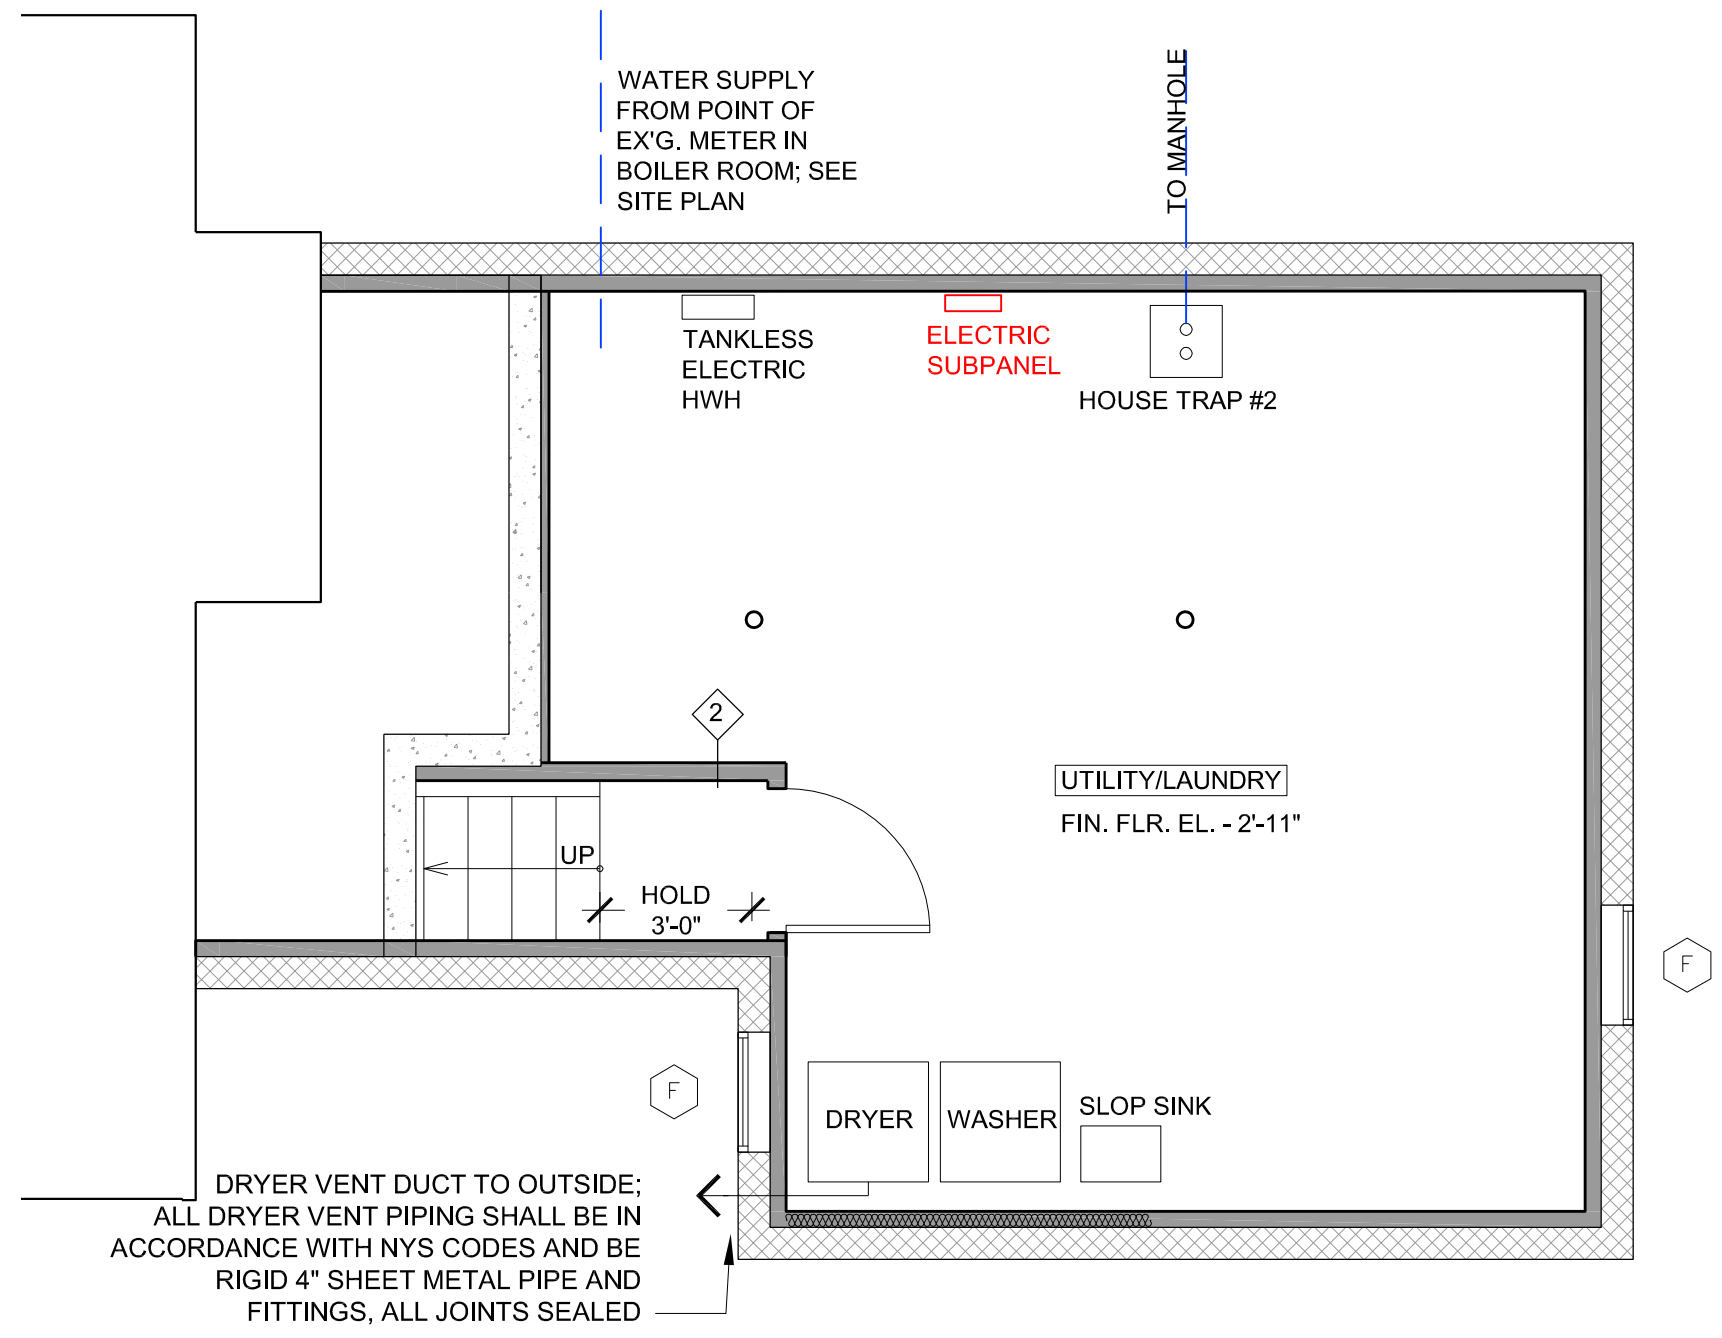 WATER SUPPLY
FROM POINT OF
EX'G. METER IN
BOILER ROOM; SEE
SITE PLAN
TO MANHOLE
TANKLESS
ELECTRIC
HWH
ELECTRIC
SUBPANEL
HOUSE TRAP #2
2
UTILITY/LAUNDRY
FIN. FLR. EL. - 2'-11"
UP
HOLD
3'-0"
F
F
DRYER
WASHER
SLOP SINK
DRYER VENT DUCT TO OUTSIDE;
ALL DRYER VENT PIPING SHALL BE IN
ACCORDANCE WITH NYS CODES AND BE
RIGID 4" SHEET METAL PIPE AND
FITTINGS, ALL JOINTS SEALED